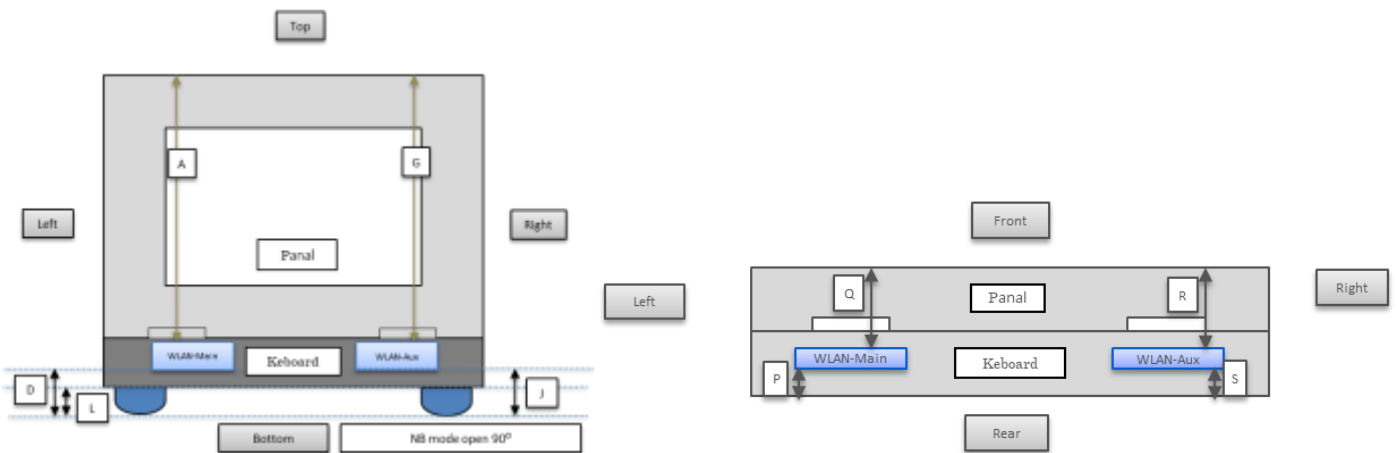 Top
A
G
Left
Right
Panal
WLAN-Main
Keboard
WLAN-Aux
D
L
J
Bottom
NB mode open 90⁰
Front
Left
Right
Q
Panal
R
WLAN-Main
Keboard
WLAN-Aux
P
S
Rear